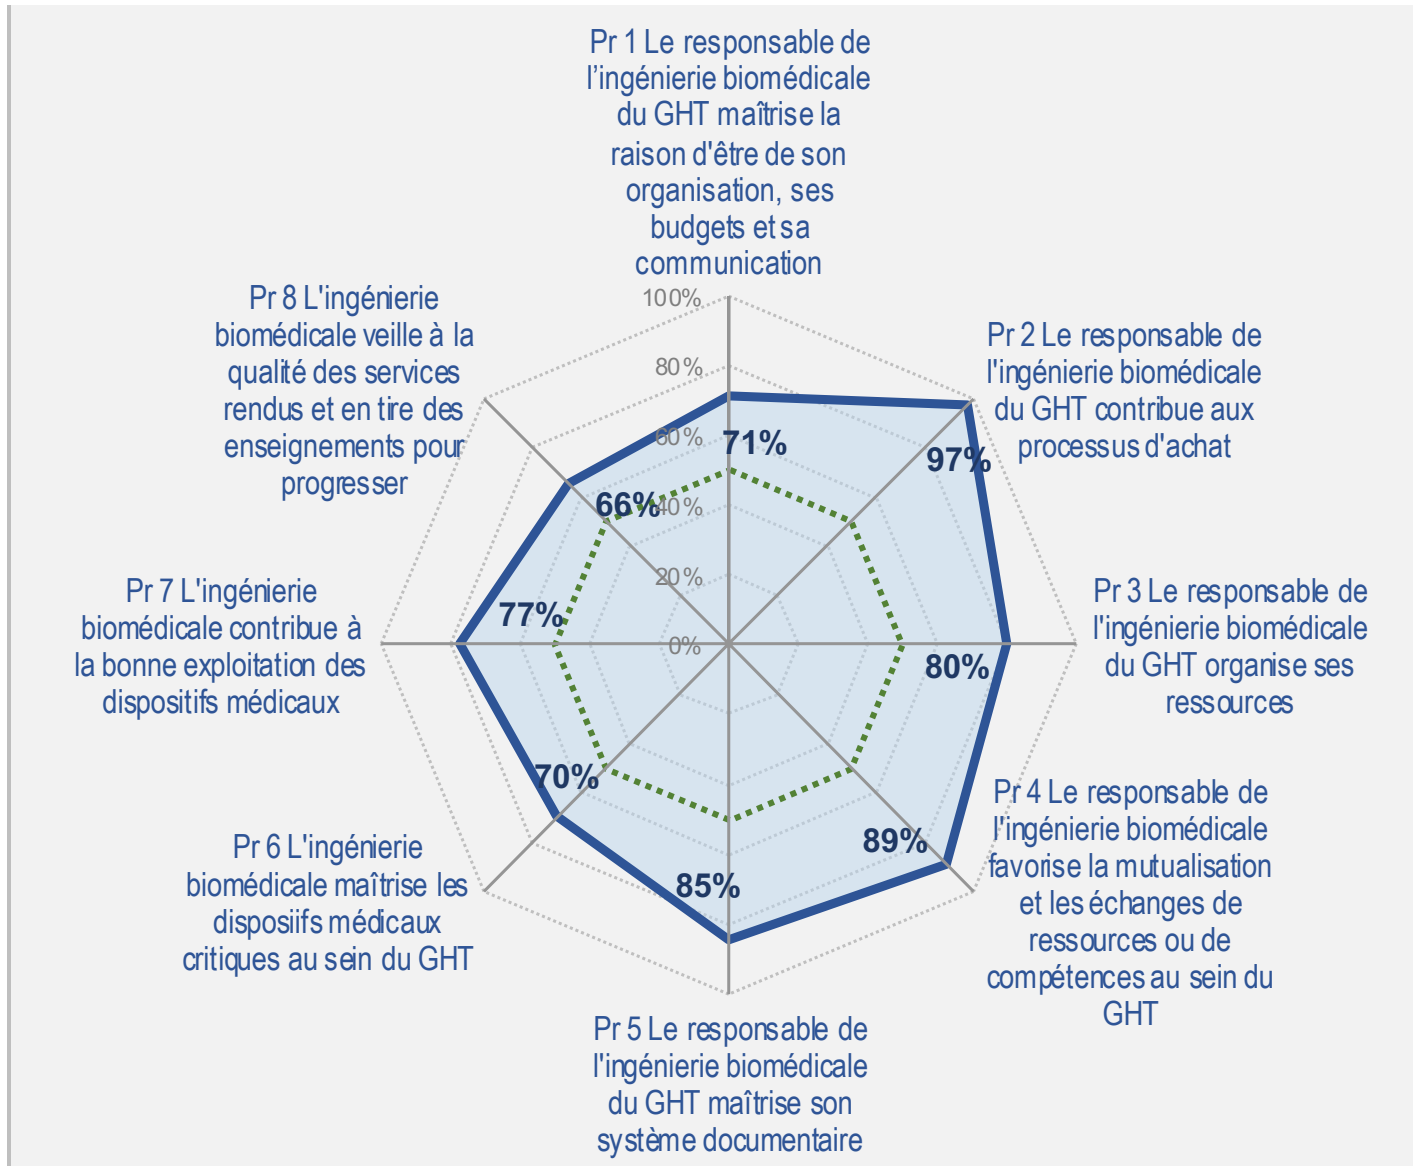 Pr 1 Le responsable de
l’ingénierie biomédicale
du GHT maîtrise la
raison d'être de son
organisation, ses
budgets et sa
communication
Pr 2 Le responsable de
l'ingénierie biomédicale
du GHT contribue aux
processus d'achat
Pr 3 Le responsable de
l'ingénierie biomédicale
du GHT organise ses
ressources
Pr 4 Le responsable de
l'ingénierie biomédicale
favorise la mutualisation
et les échanges de
ressources ou de
compétences au sein du
GHT
Pr 5 Le responsable de
l'ingénierie biomédicale
du GHT maîtrise son
système documentaire
Pr 6 L'ingénierie
biomédicale maîtrise les
disposiifs médicaux
critiques au sein du GHT
Pr 7 L'ingénierie
biomédicale contribue à
la bonne exploitation des
dispositifs médicaux
Pr 8 L'ingénierie
biomédicale veille à la
qualité des services
rendus et en tire des
enseignements pour
progresser
100%
80%
60%
40%
20%
0%
71%
97%
80%
89%
85%
70%
77%
66%